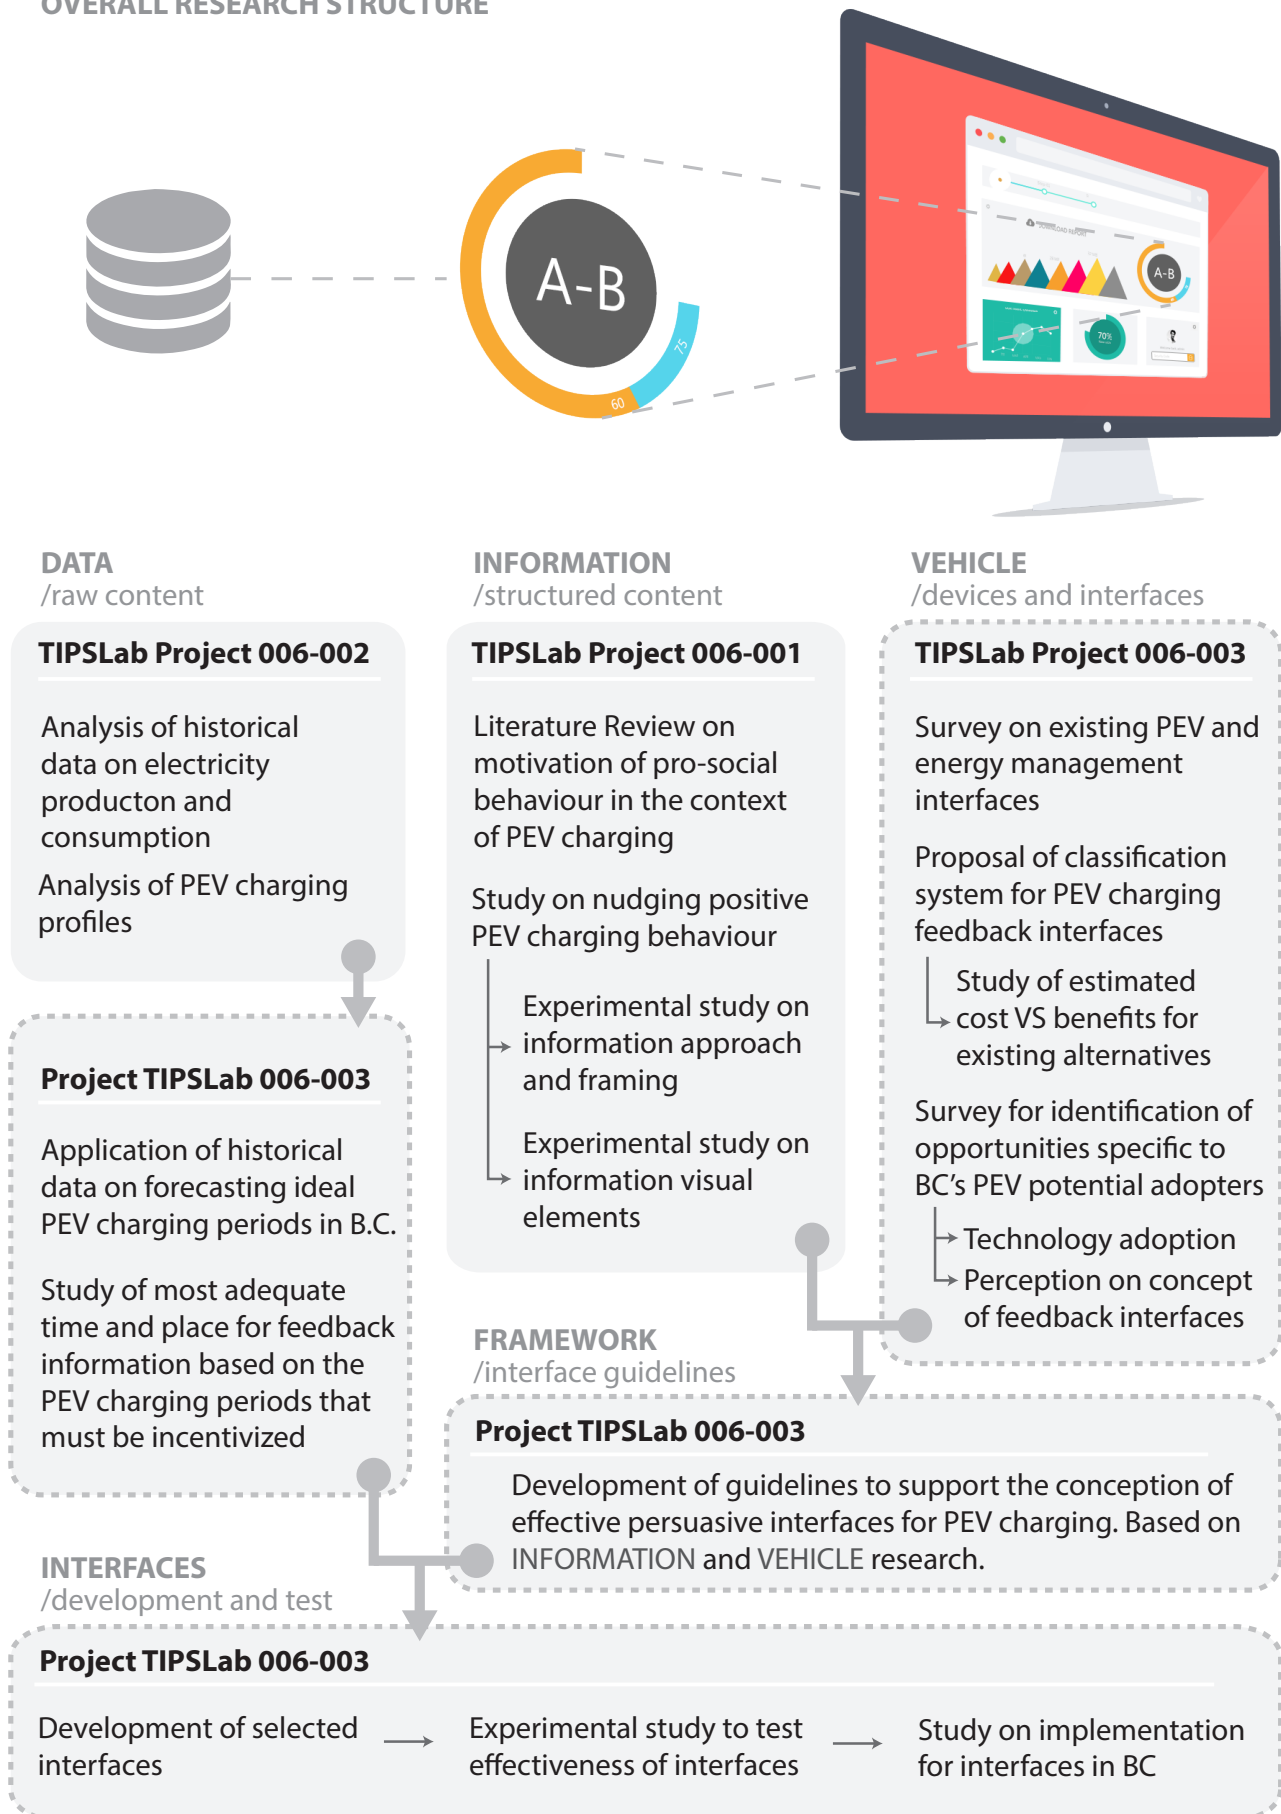 OVERALL RESEARCH STRUCTURE
A-B
60
75
DOWNLOAD REPORT
A-B
70%
DATA
/raw content
TIPSLab Project 006-002
Analysis of historical
data on electricity
producton and
consumption
Analysis of PEV charging
profiles
Project TIPSLab 006-003
Application of historical
data on forecasting ideal
PEV charging periods in B.C.
Study of most adequate
time and place for feedback
information based on the
PEV charging periods that
must be incentivized
INFORMATION
/structured content
TIPSLab Project 006-001
Literature Review on
motivation of pro-social
behaviour in the context
of PEV charging
Study on nudging positive
PEV charging behaviour
Experimental study on
information approach
and framing
Experimental study on
information visual
elements
VEHICLE
/devices and interfaces
TIPSLab Project 006-003
Survey on existing PEV and
energy management
interfaces
Proposal of classification
system for PEV charging
feedback interfaces
Study of estimated
cost VS benefits for
existing alternatives
Survey for identification of
opportunities specific to
BC's PEV potential adopters
Technology adoption
Perception on concept
of feedback interfaces
FRAMEWORK
/interface guidelines
Project TIPSLab 006-003
Development of guidelines to support the conception of
effective persuasive interfaces for PEV charging. Based on
INFORMATION and VEHICLE research.
INTERFACES
/development and test
Project TIPSLab 006-003
Development of selected
interfaces
Experimental study to test
effectiveness of interfaces
Study on implementation
for interfaces in BC